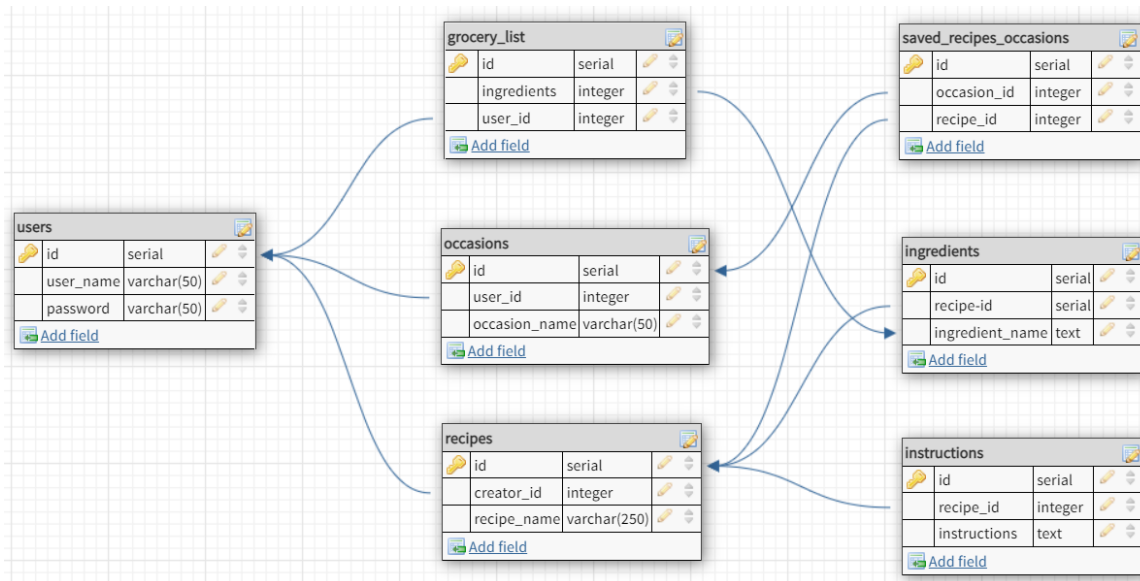 grocery_list
id serial
ingredients integer
user_id integer
Add field
saved_recipes_occasions
id serial
occasion_id integer
recipe_id integer
Add field
users
id serial
user_name varchar(50)
password varchar(50)
Add field
occasions
id serial
user_id integer
occasion_name varchar(50)
Add field
ingredients
id serial
recipe-id serial
ingredient_name text
Add field
recipes
id serial
creator_id integer
recipe_name varchar(250)
Add field
instructions
id serial
recipe_id integer
instructions text
Add field